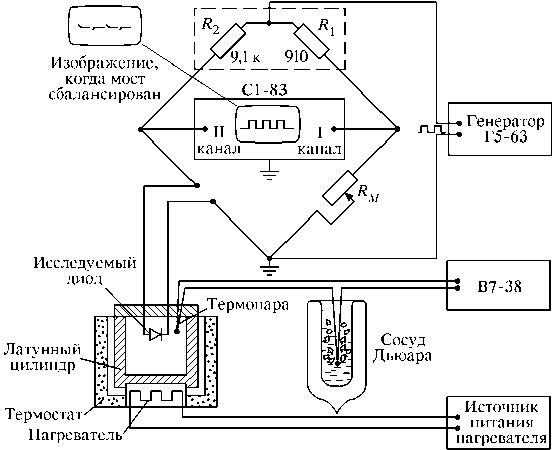 R₂
R₁
9,1 к
910
Изображение,
когда мост
сбалансирован
С1-83
II
канал
I
канал
Генератор
Г5-63
R_M
Исследуемый
диод
Термопара
В7-38
Латунный
цилиндр
Сосуд
Дьюара
Термостат
Нагреватель
Источник
питания
нагревателя